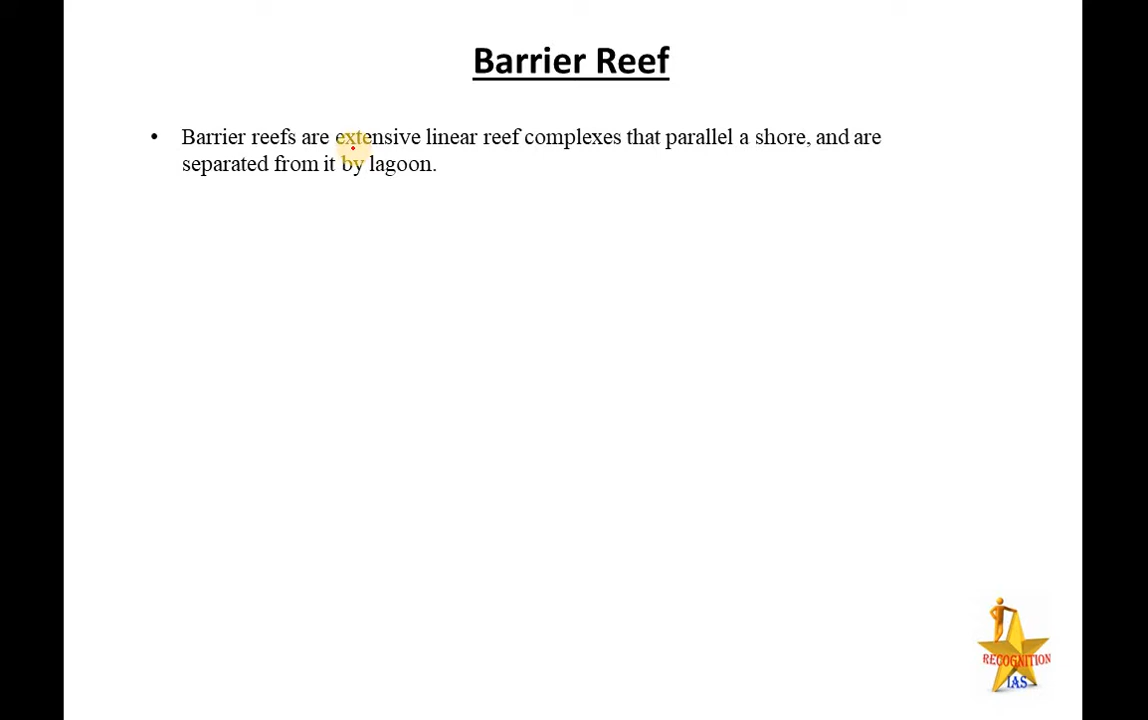 Barrier Reef
• Barrier reefs are extensive linear reef complexes that parallel a shore, and are
separated from it by lagoon.
RECOGNITION
IAS